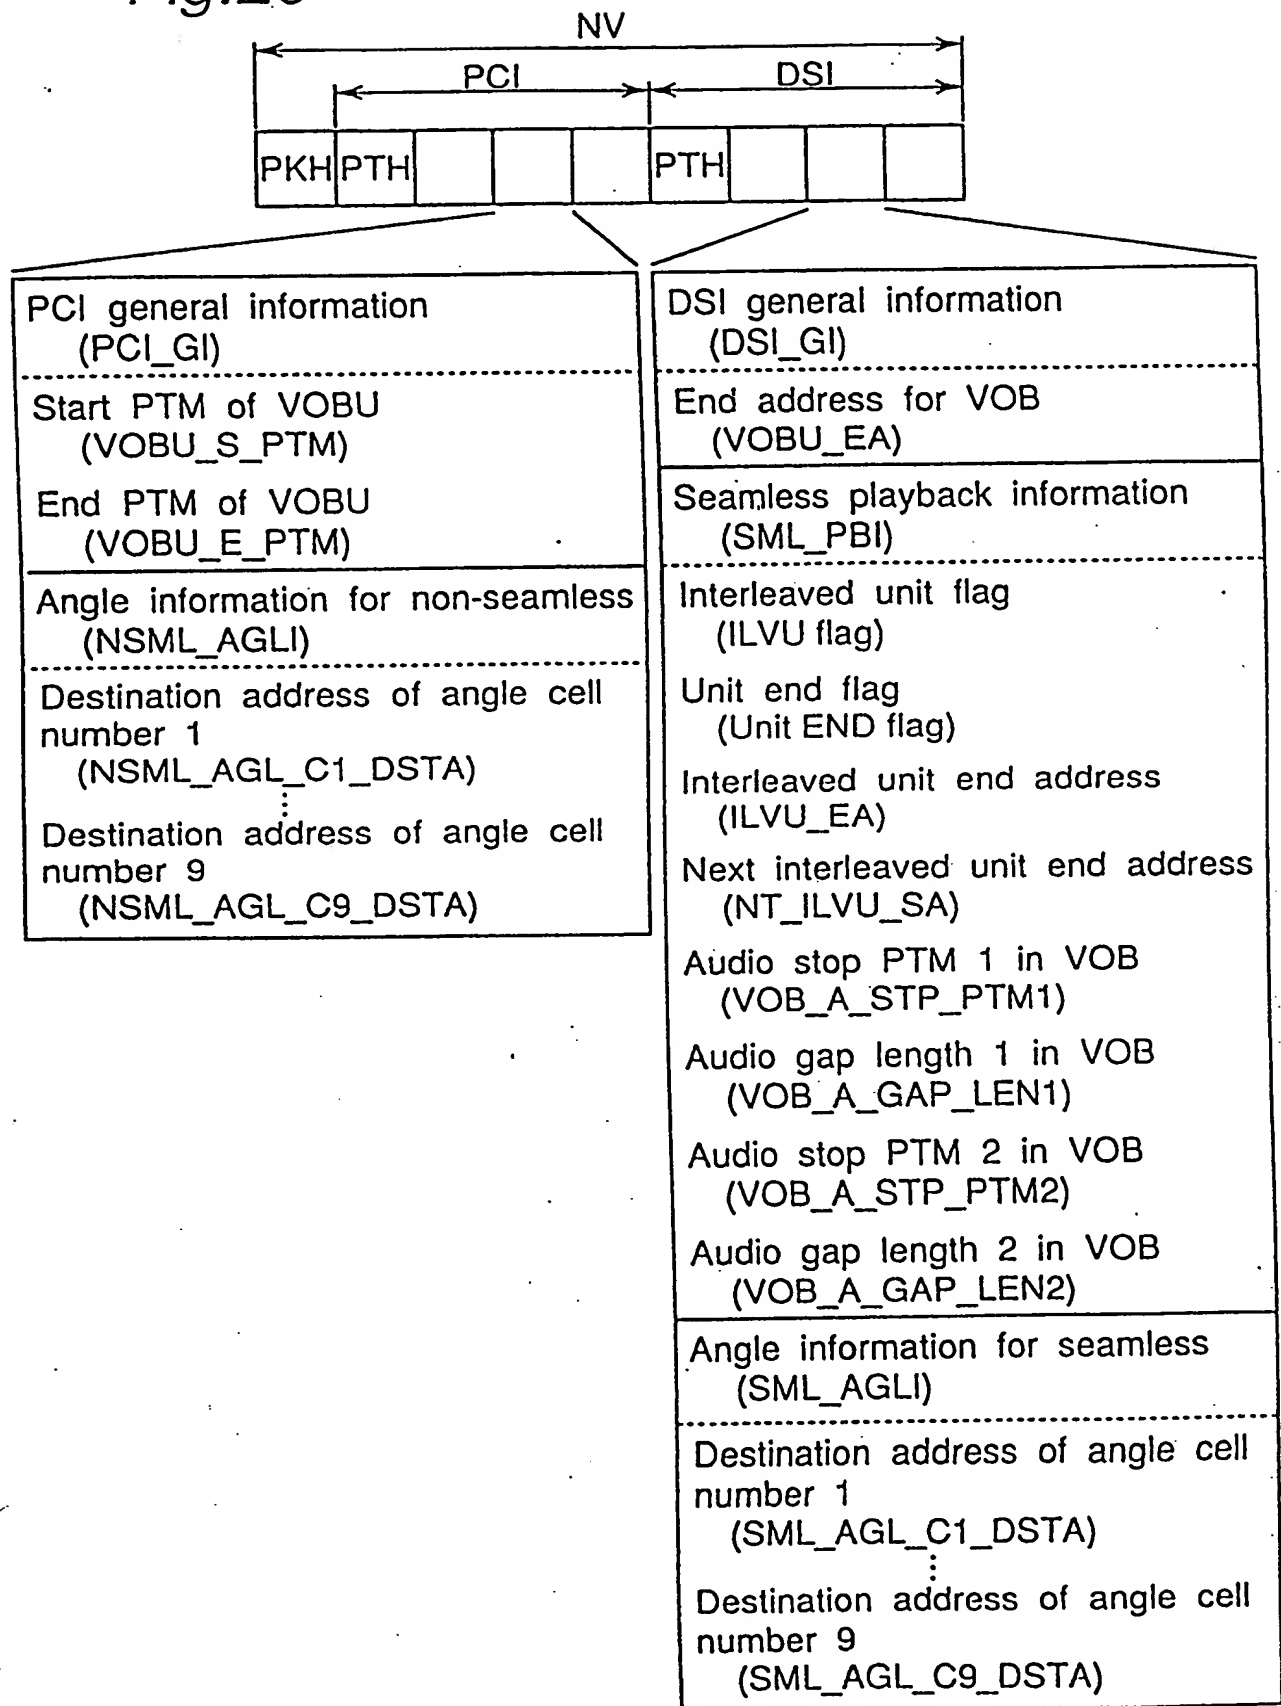 NV
PCI DSI
PKH PTH PTH
PCI general information
(PCI_GI)
Start PTM of VOBU
(VOBU_S_PTM)
End PTM of VOBU
(VOBU_E_PTM)
Angle information for non-seamless
(NSML_AGLI)
Destination address of angle cell
number 1
(NSML_AGL_C1_DSTA)
Destination address of angle cell
number 9
(NSML_AGL_C9_DSTA)
DSI general information
(DSI_GI)
End address for VOB
(VOBU_EA)
Seamless playback information
(SML_PBI)
Interleaved unit flag
(ILVU flag)
Unit end flag
(Unit END flag)
Interleaved unit end address
(ILVU_EA)
Next interleaved unit end address
(NT_ILVU_SA)
Audio stop PTM 1 in VOB
(VOB_A_STP_PTM1)
Audio gap length 1 in VOB
(VOB_A_GAP_LEN1)
Audio stop PTM 2 in VOB
(VOB_A_STP_PTM2)
Audio gap length 2 in VOB
(VOB_A_GAP_LEN2)
Angle information for seamless
(SML_AGLI)
Destination address of angle cell
number 1
(SML_AGL_C1_DSTA)
Destination address of angle cell
number 9
(SML_AGL_C9_DSTA)